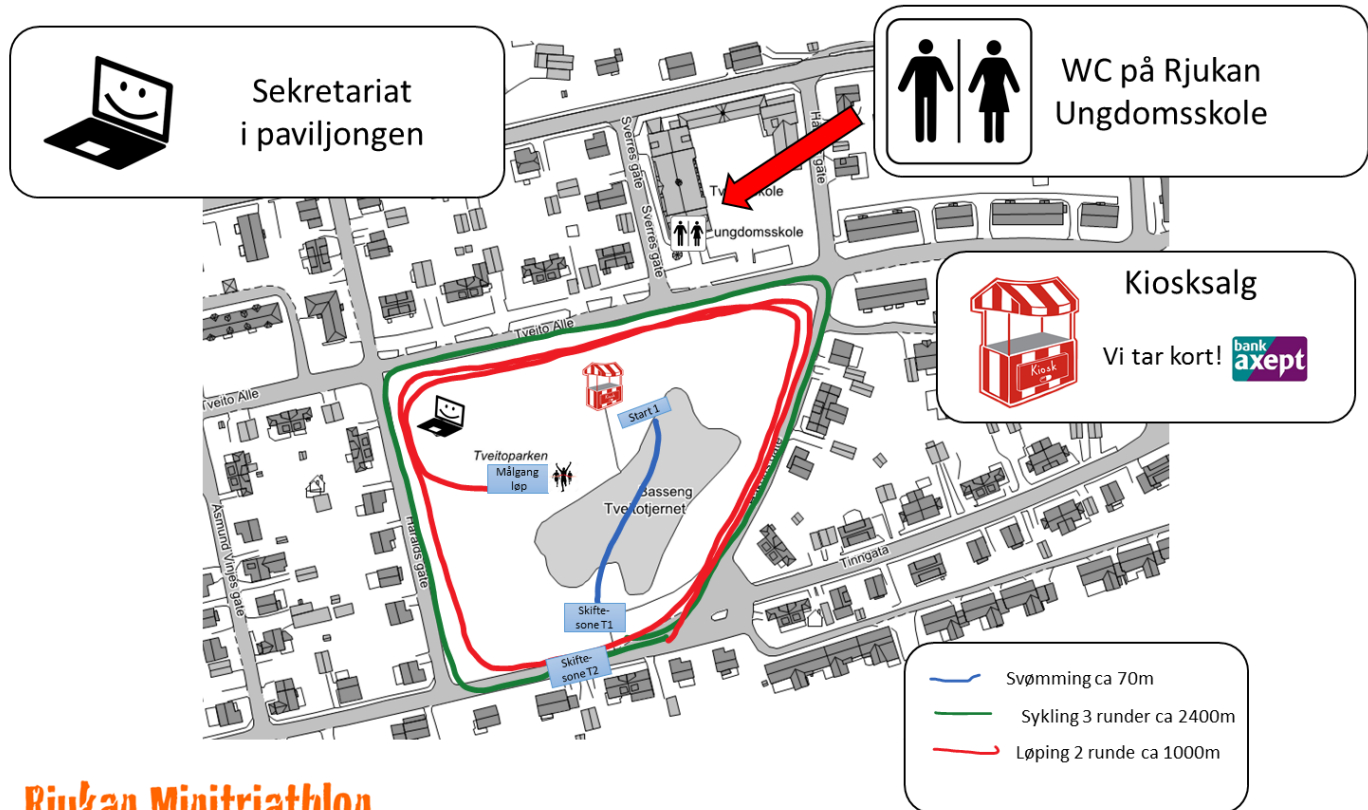 Sekretariat
i paviljongen
WC på Rjukan
Ungdomsskole
Sverres gate
Sverres gate
ungdomsskole
Kiosksalg
Vi tar kort!
bank
axept
Kiosk
Tveito Alle
Tveito Alle
Start 1
Tveitoparken
Målgang
løp
Basseng
Tveitotjernet
Haralds gate
Åsmund Vinjes gate
Tinngata
Skifte-
sone T1
Skifte-
sone T2
Svømming ca 70m
Sykling 3 runder ca 2400m
Løping 2 runde ca 1000m
Rjukan Minitriathlon